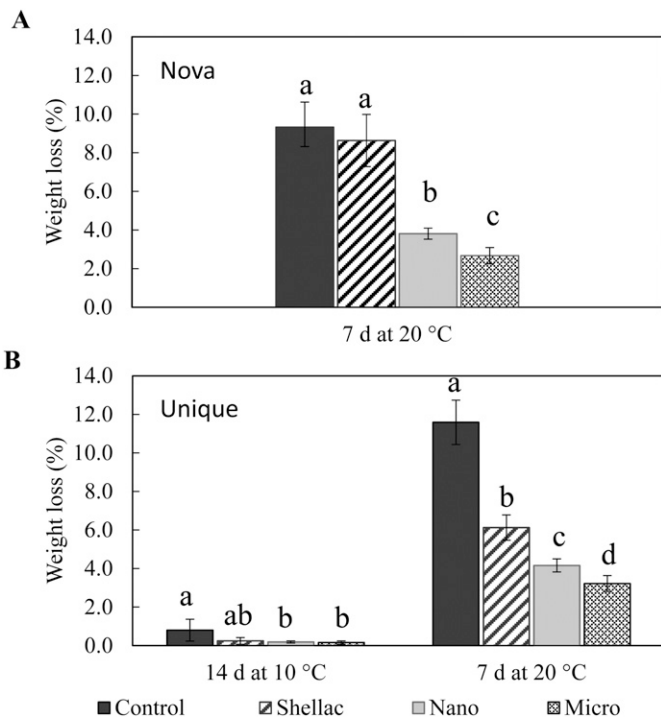 A
14.0
12.0
10.0
8.0
6.0
4.0
2.0
0.0
Weight loss (%)
Nova
a
a
b
c
7 d at 20 °C
B
14.0
12.0
10.0
8.0
6.0
4.0
2.0
0.0
Weight loss (%)
Unique
a
ab
b
b
a
b
c
d
14 d at 10 °C
7 d at 20 °C
Control
Shellac
Nano
Micro